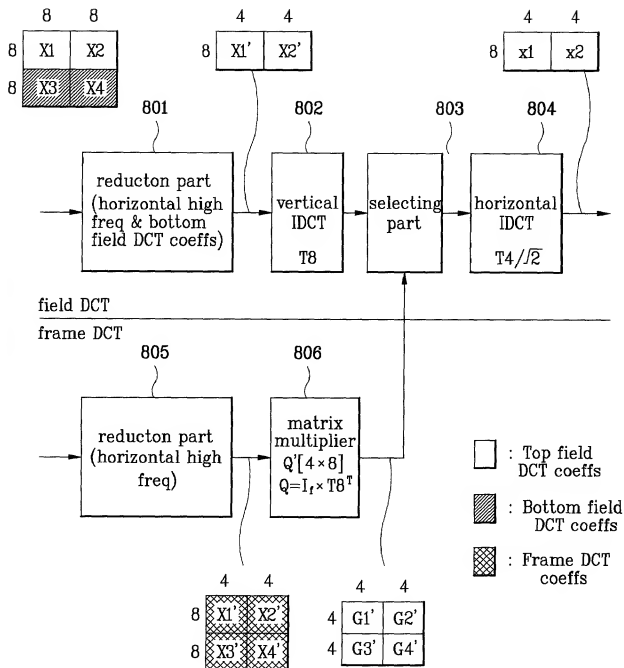 8 8
8 X1 X2
8 X3 X4
4 4
8 X1' X2'
4 4
8 x1 x2
801
802
803
804
reducton part
(horizontal high
freq & bottom
field DCT coeffs)
vertical
IDCT
T8
selecting
part
horizontal
IDCT
T4/√2
field DCT
frame DCT
805
806
reducton part
(horizontal high
freq)
matrix
multiplier
Q'[4×8]
Q=If×T8^T
: Top field
DCT coeffs
: Bottom field
DCT coeffs
: Frame DCT
coeffs
4 4
8 X1' X2'
8 X3' X4'
4 4
4 G1' G2'
4 G3' G4'